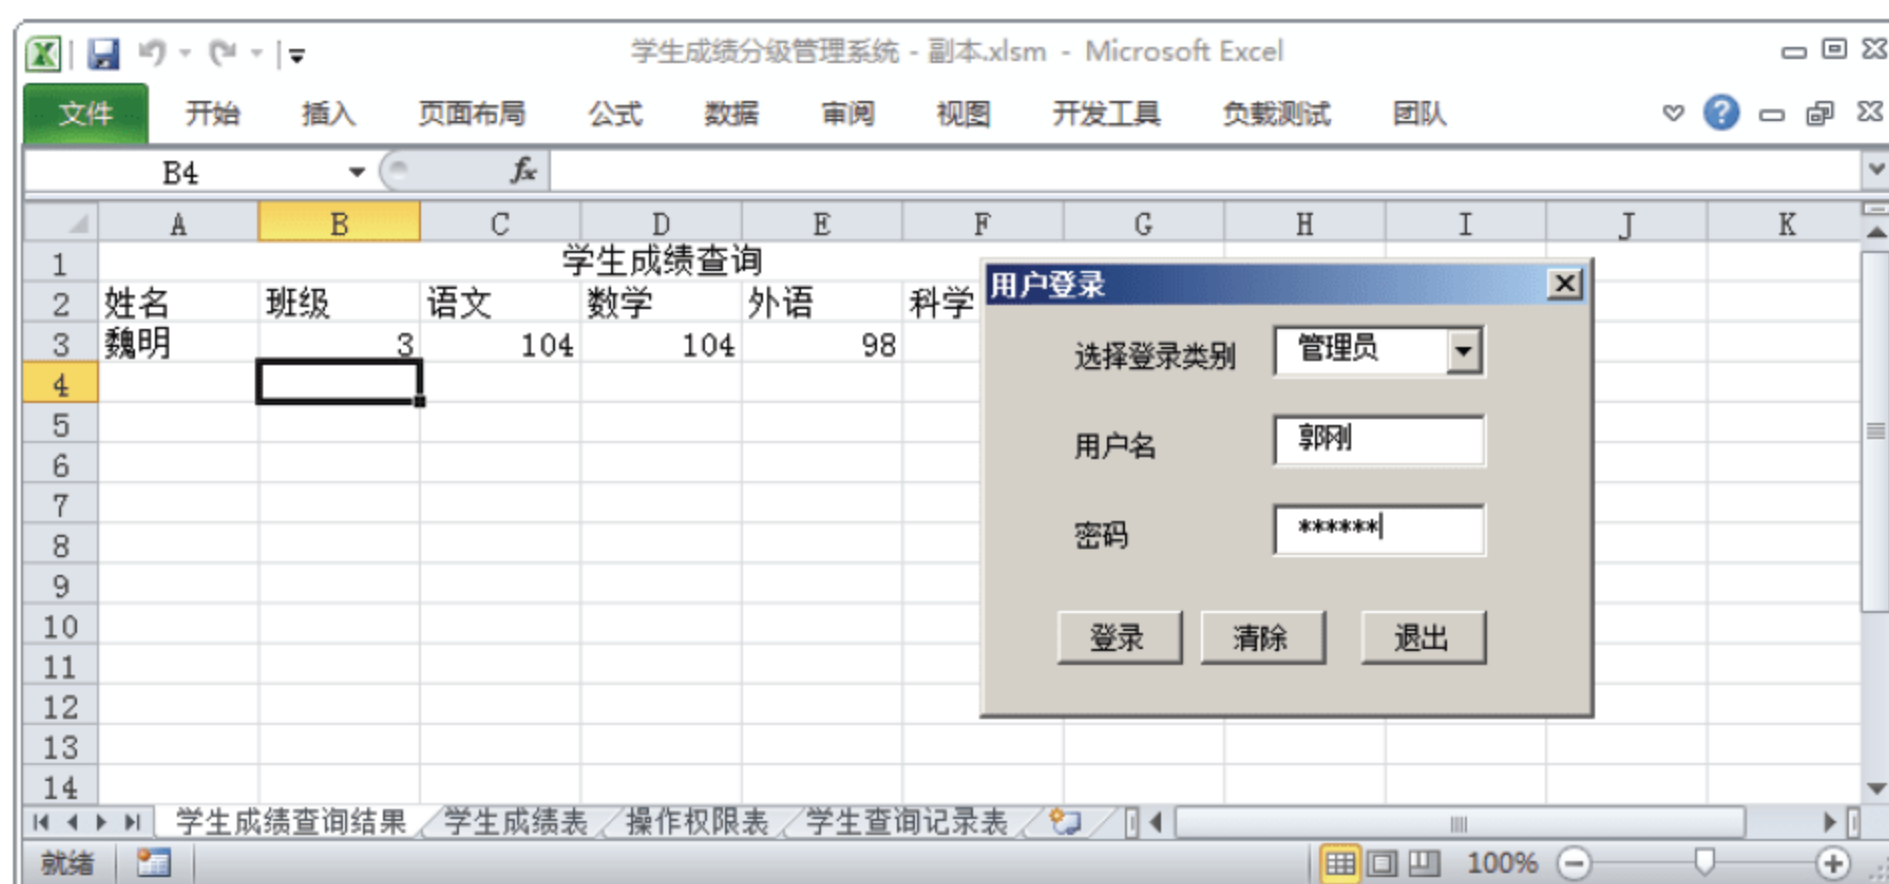 学生成绩分级管理系统 - 副本.xlsm - Microsoft Excel
文件 开始 插入 页面布局 公式 数据 审阅 视图 开发工具 负载测试 团队
B4 fx
A B C D E F G H I J K
1 学生成绩查询
2 姓名 班级 语文 数学 外语 科学
3 魏明 3 104 104 98
4
5
6
7
8
9
10
11
12
13
14
用户登录
选择登录类别 管理员
用户名 郭刚
密码 ******
登录 清除 退出
学生成绩查询结果 学生成绩表 操作权限表 学生查询记录表
就绪 100%